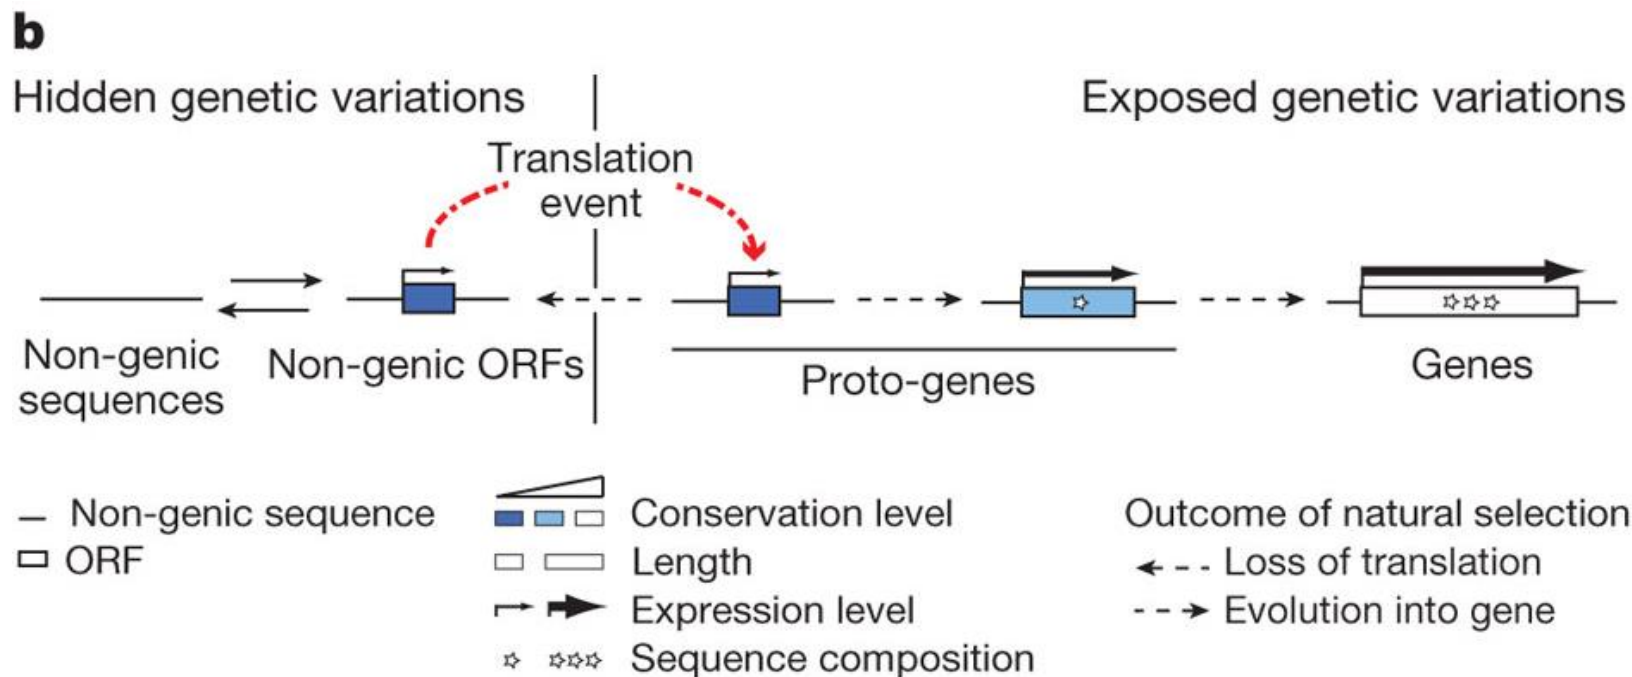 b
Hidden genetic variations
Exposed genetic variations
Translation
event
Non-genic
sequences
Non-genic ORFs
Proto-genes
Genes
Non-genic sequence
ORF
Conservation level
Length
Expression level
Sequence composition
Outcome of natural selection
Loss of translation
Evolution into gene